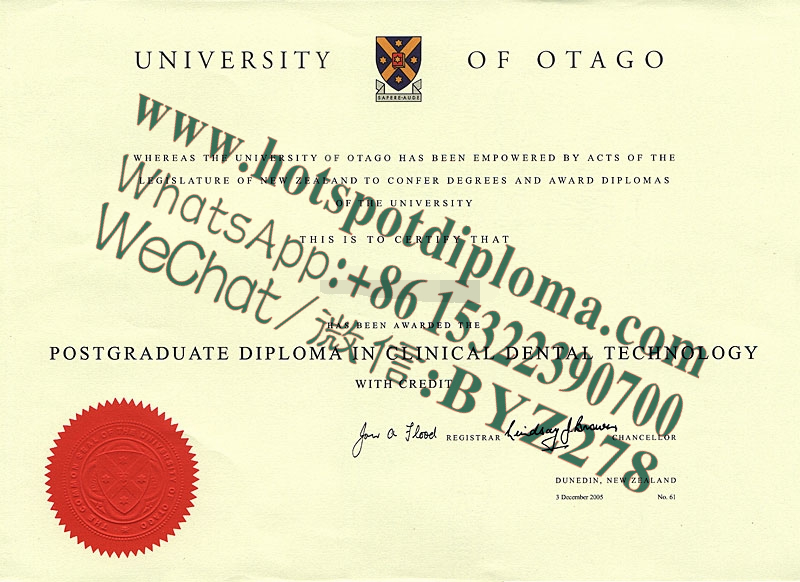 UNIVERSITY OF OTAGO
SAPERE·AUDE
WHEREAS THE UNIVERSITY OF OTAGO HAS BEEN EMPOWERED BY ACTS OF THE
LEGISLATURE OF NEW ZEALAND TO CONFER DEGREES AND AWARD DIPLOMAS
OF THE UNIVERSITY
THIS IS TO CERTIFY THAT
HAS BEEN AWARDED THE
POSTGRADUATE DIPLOMA IN CLINICAL DENTAL TECHNOLOGY
WITH CREDIT
REGISTRAR
CHANCELLOR
DUNEDIN, NEW ZEALAND
3 December 2005 No. 61
www.hotspotdiploma.com
WhatsApp:+86 15322390700
WeChat/微信:BYZ278